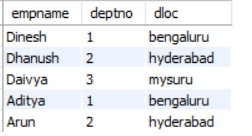 empname deptno dloc
Dinesh 1 bengaluru
Dhanush 2 hyderabad
Daivya 3 mysuru
Aditya 1 bengaluru
Arun 2 hyderabad